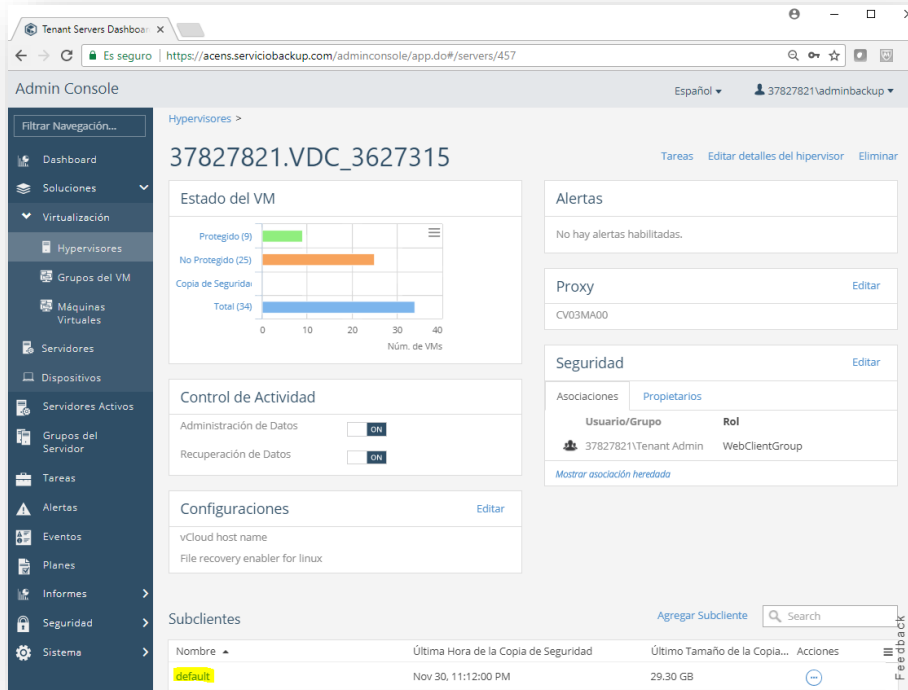 Tenant Servers Dashboar
Es seguro
https://acens.serviciobackup.com/adminconsole/app.do#/servers/457
Admin Console
Español
37827821\adminbackup
Filtrar Navegación...
Dashboard
Soluciones
Virtualización
Hypervisores
Grupos del VM
Máquinas
Virtuales
Servidores
Dispositivos
Servidores Activos
Grupos del
Servidor
Tareas
Alertas
Eventos
Planes
Informes
Seguridad
Sistema
Hypervisores >
37827821.VDC_3627315
Tareas
Editar detalles del hipervisor
Eliminar
Estado del VM
Protegido (9)
No Protegido (25)
Copia de Segurida
Total (34)
0 10 20 30 40
Núm. de VMs
Control de Actividad
Administración de Datos
ON
Recuperación de Datos
ON
Configuraciones
Editar
vCloud host name
File recovery enabler for linux
Alertas
No hay alertas habilitadas.
Proxy
Editar
CV03MA00
Seguridad
Editar
Asociaciones
Propietarios
Usuario/Grupo Rol
37827821\Tenant Admin WebClientGroup
Mostrar asociación heredada
Subclientes
Agregar Subcliente
Search
Nombre Última Hora de la Copia de Seguridad Último Tamaño de la Copia... Acciones
default Nov 30, 11:12:00 PM 29.30 GB
Feedback